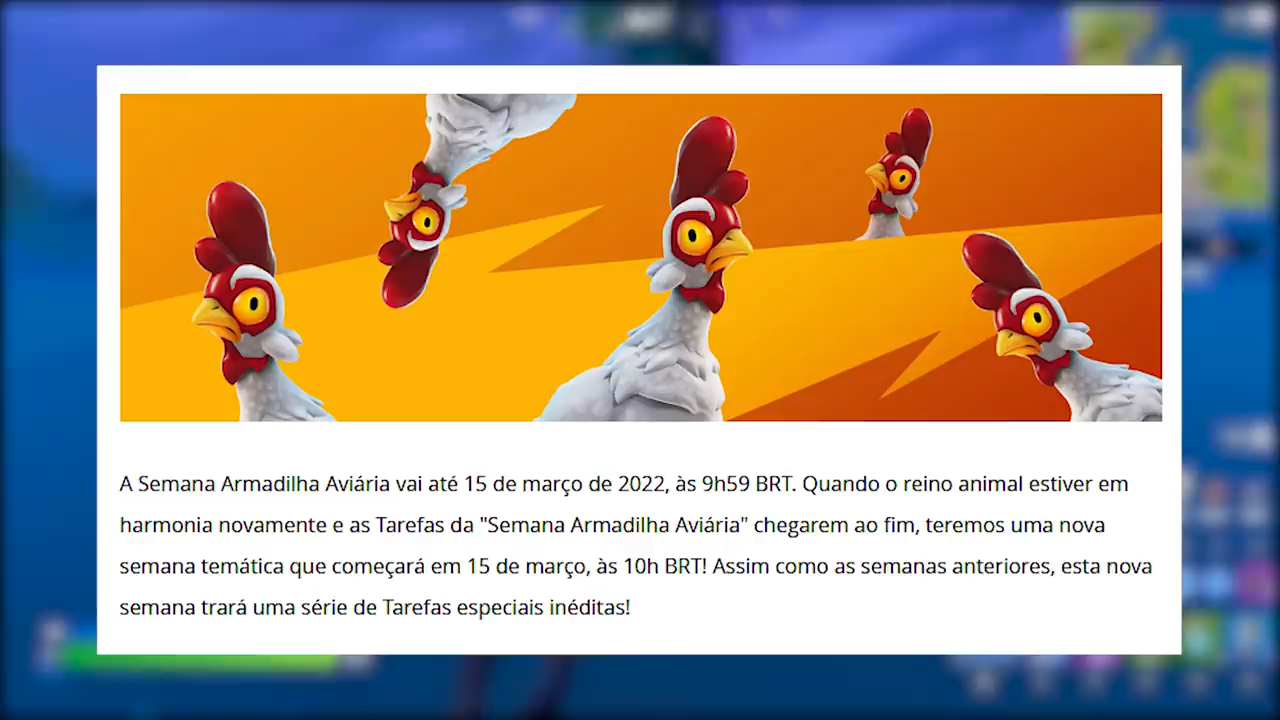 A Semana Armadilha Aviária vai até 15 de março de 2022, às 9h59 BRT. Quando o reino animal estiver em
harmonia novamente e as Tarefas da "Semana Armadilha Aviária" chegarem ao fim, teremos uma nova
semana temática que começará em 15 de março, às 10h BRT! Assim como as semanas anteriores, esta nova
semana trará uma série de Tarefas especiais inéditas!